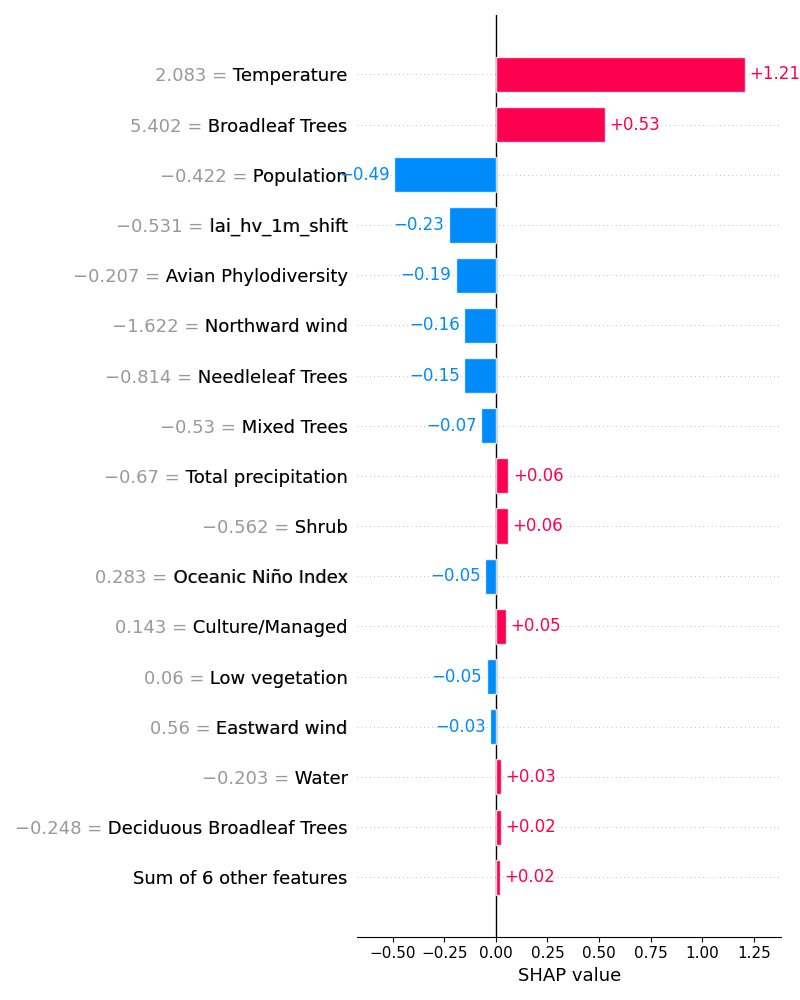 2.083 = Temperature +1.21
5.402 = Broadleaf Trees +0.53
−0.422 = Population −0.49
−0.531 = lai_hv_1m_shift −0.23
−0.207 = Avian Phylodiversity −0.19
−1.622 = Northward wind −0.16
−0.814 = Needleleaf Trees −0.15
−0.53 = Mixed Trees −0.07
−0.67 = Total precipitation +0.06
−0.562 = Shrub +0.06
0.283 = Oceanic Niño Index −0.05
0.143 = Culture/Managed +0.05
0.06 = Low vegetation −0.05
0.56 = Eastward wind −0.03
−0.203 = Water +0.03
−0.248 = Deciduous Broadleaf Trees +0.02
Sum of 6 other features +0.02
−0.50 −0.25 0.00 0.25 0.50 0.75 1.00 1.25
SHAP value